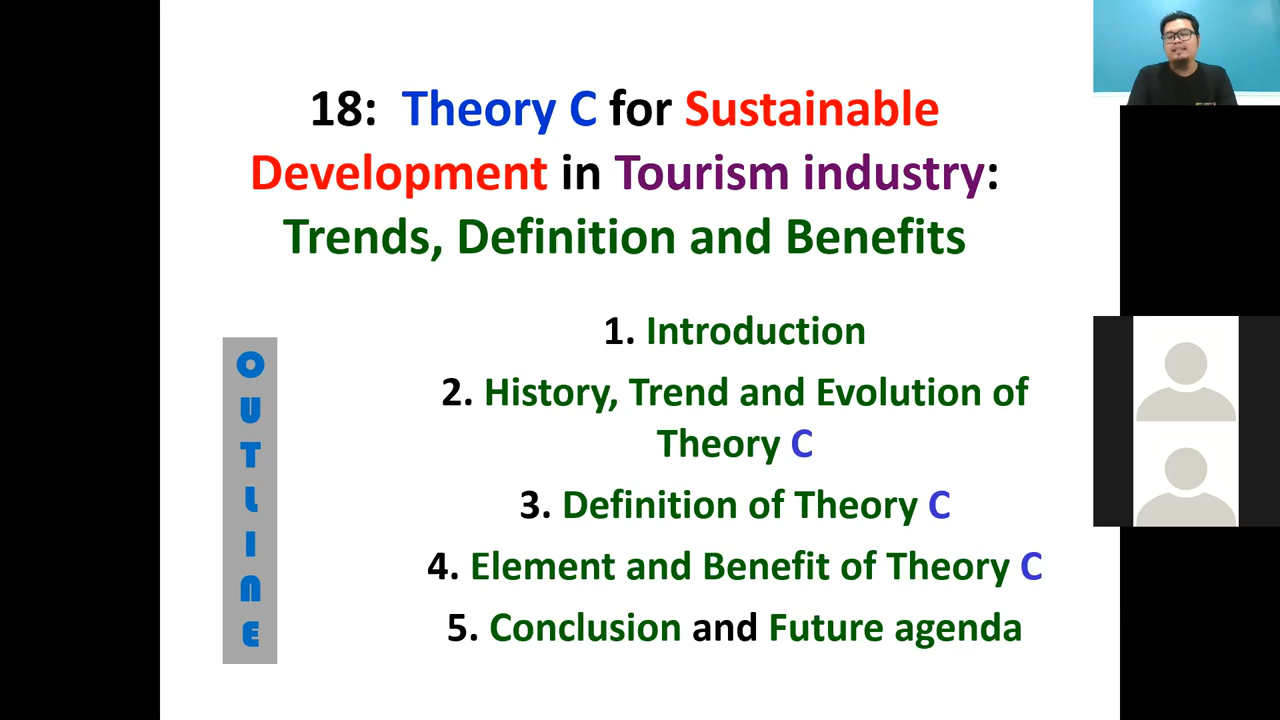 18: Theory C for Sustainable
Development in Tourism industry:
Trends, Definition and Benefits
OUTLINE
1. Introduction
2. History, Trend and Evolution of
Theory C
3. Definition of Theory C
4. Element and Benefit of Theory C
5. Conclusion and Future agenda